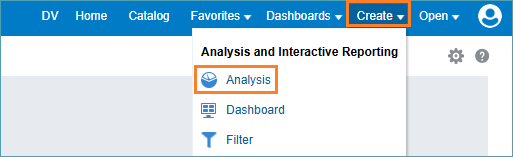 DV Home Catalog Favorites Dashboards Create Open
Analysis and Interactive Reporting
Analysis
Dashboard
Filter